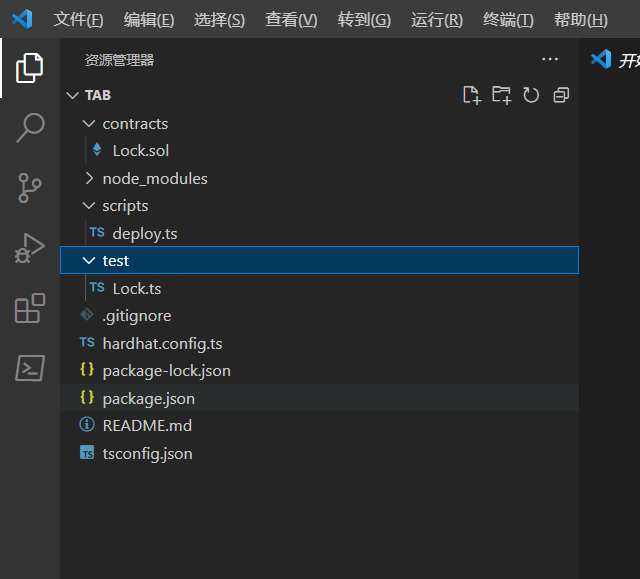 文件(F) 编辑(E) 选择(S) 查看(V) 转到(G) 运行(R) 终端(T) 帮助(H)
资源管理器
TAB
contracts
Lock.sol
node_modules
scripts
TS deploy.ts
test
TS Lock.ts
.gitignore
TS hardhat.config.ts
{ } package-lock.json
{ } package.json
README.md
TS tsconfig.json